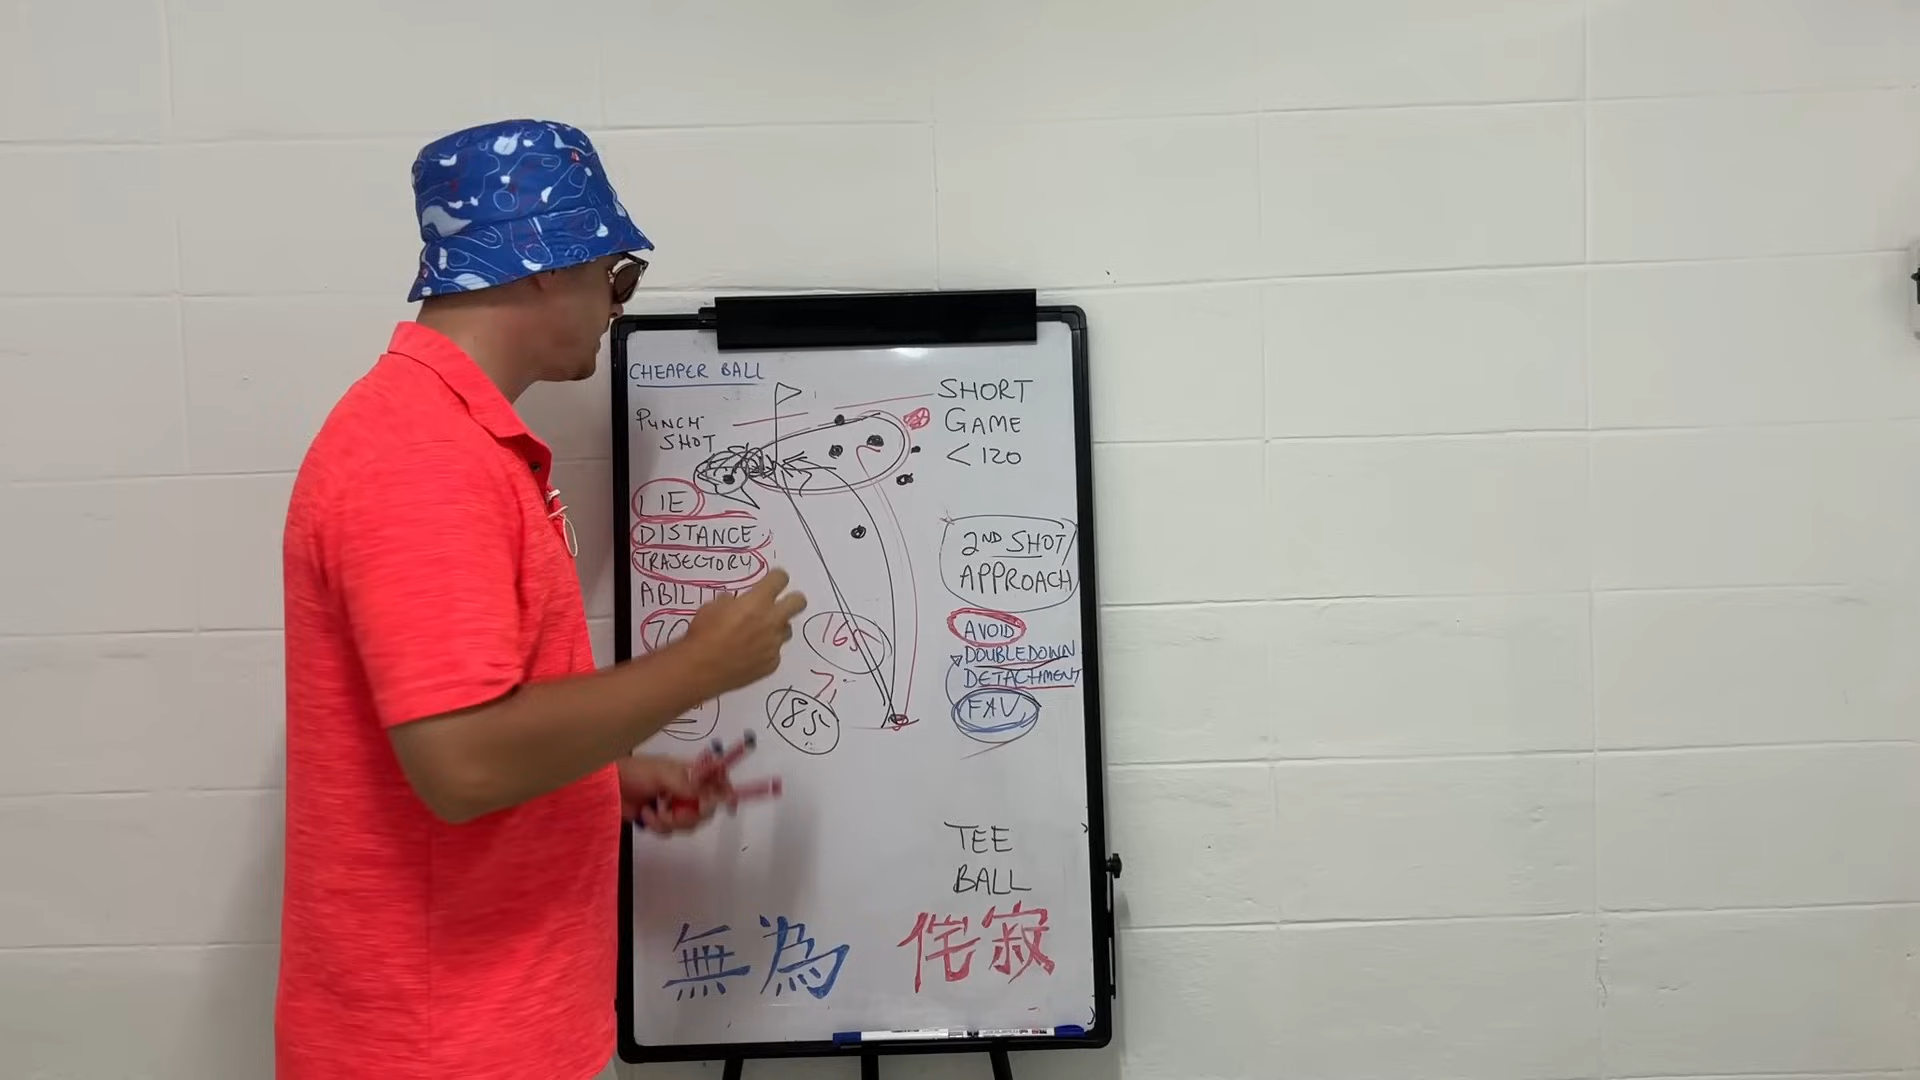 CHEAPER BALL
PUNCH
SHOT
LIE
DISTANCE
TRAJECTORY
SHORT
GAME
< 120
2ND SHOT
APPROACH
165
85
AVOID
DOUBLEDOWN
DETACHMENT
FAV
TEE
BALL
無為
侘寂